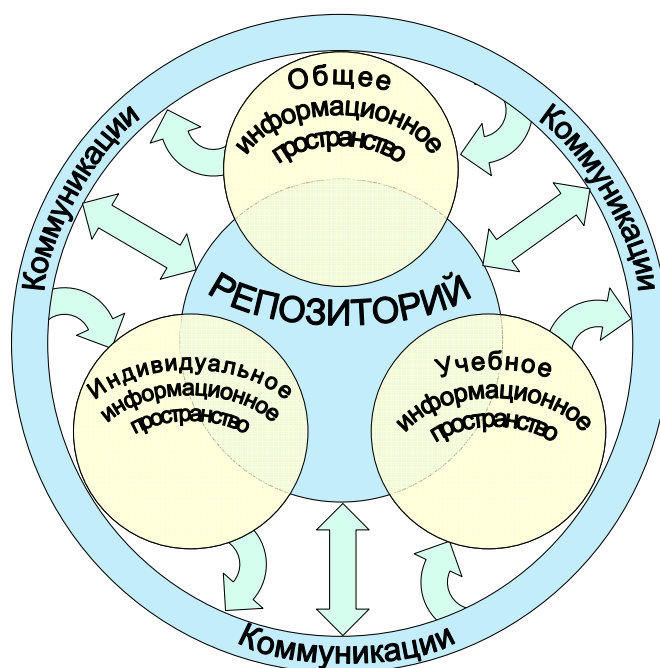 Общее
информационное
пространство
Коммуникации
Коммуникации
РЕПОЗИТОРИЙ
Индивидуальное
информационное
пространство
Учебное
информационное
пространство
Коммуникации